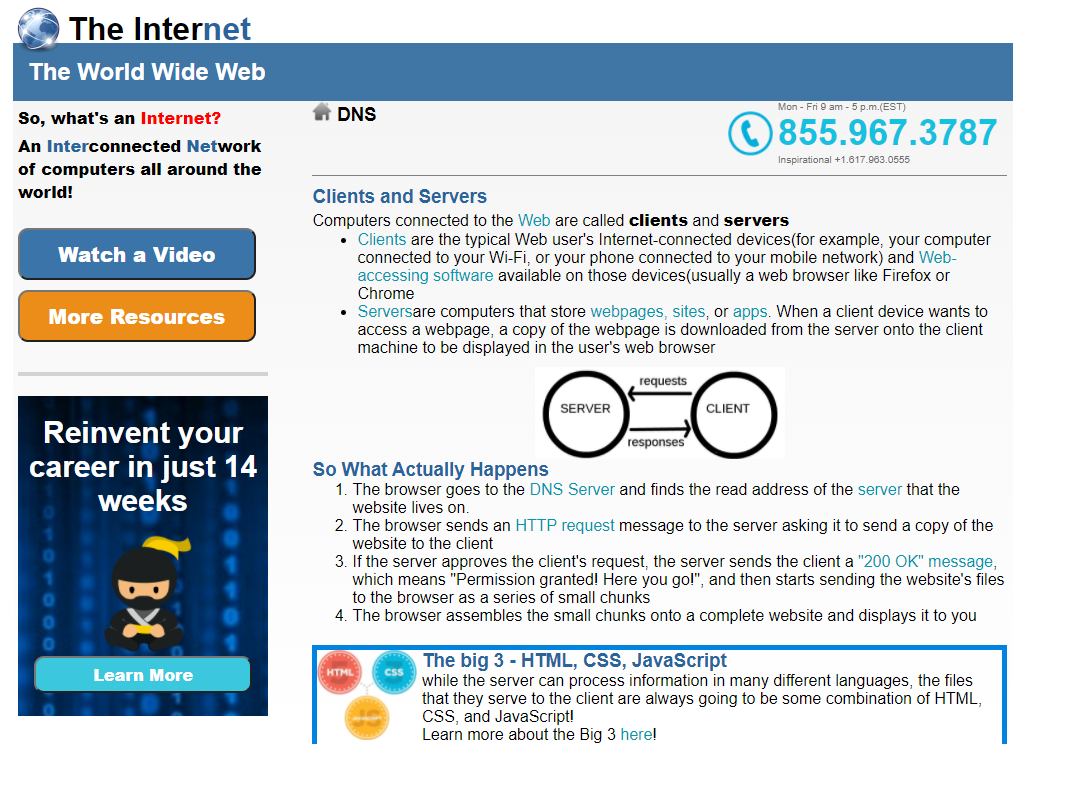 The Internet
The World Wide Web
So, what's an Internet?
An Interconnected Network
of computers all around the
world!
Watch a Video
More Resources
Reinvent your
career in just 14
weeks
Learn More
DNS
Mon - Fri 9 am - 5 p.m.(EST)
855.967.3787
Inspirational +1.617.963.0555
Clients and Servers
Computers connected to the Web are called clients and servers
Clients are the typical Web user's Internet-connected devices(for example, your computer
connected to your Wi-Fi, or your phone connected to your mobile network) and Web-
accessing software available on those devices(usually a web browser like Firefox or
Chrome
Serversare computers that store webpages, sites, or apps. When a client device wants to
access a webpage, a copy of the webpage is downloaded from the server onto the client
machine to be displayed in the user's web browser
requests
SERVER
CLIENT
responses
So What Actually Happens
1. The browser goes to the DNS Server and finds the read address of the server that the
website lives on.
2. The browser sends an HTTP request message to the server asking it to send a copy of the
website to the client
3. If the server approves the client's request, the server sends the client a "200 OK" message,
which means "Permission granted! Here you go!", and then starts sending the website's files
to the browser as a series of small chunks
4. The browser assembles the small chunks onto a complete website and displays it to you
HTML
CSS
JAVASCRIPT
JS
The big 3 - HTML, CSS, JavaScript
while the server can process information in many different languages, the files
that they serve to the client are always going to be some combination of HTML,
CSS, and JavaScript!
Learn more about the Big 3 here!